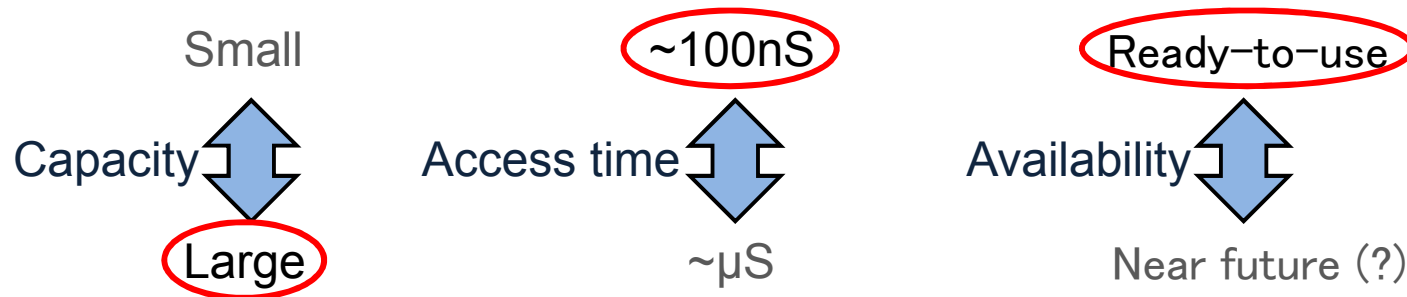 Small
~100nS
Ready-to-use
Capacity
Access time
Availability
Large
~µS
Near future (?)